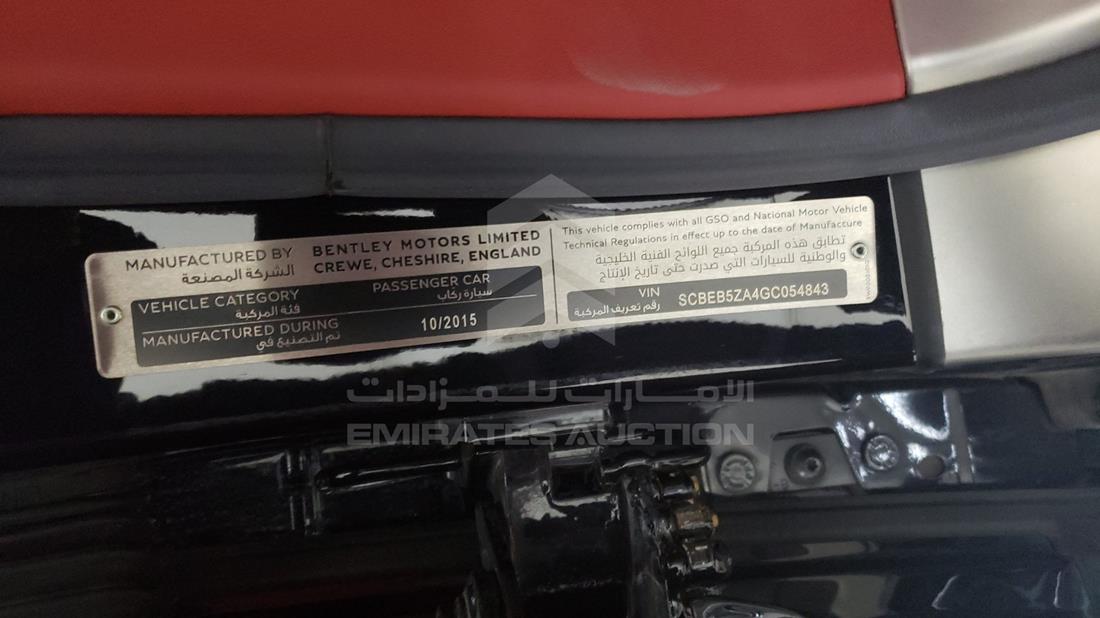 MANUFACTURED BY
الشركة المصنعة
BENTLEY MOTORS LIMITED
CREWE, CHESHIRE, ENGLAND
VEHICLE CATEGORY
فئة المركبة
PASSENGER CAR
سيارة ركاب
MANUFACTURED DURING
تم التصنيع في
10/2015
This vehicle complies with all GSO and National Motor Vehicle
Technical Regulations in effect up to the date of Manufacture
تطابق هذه المركبة جميع اللوائح الفنية الخليجية
والوطنية للسيارات التي صدرت حتى تاريخ الإنتاج
VIN
رقم تعريف المركبة
SCBEB5ZA4GC054843
الامارات للمزادات
EMIRATES AUCTION